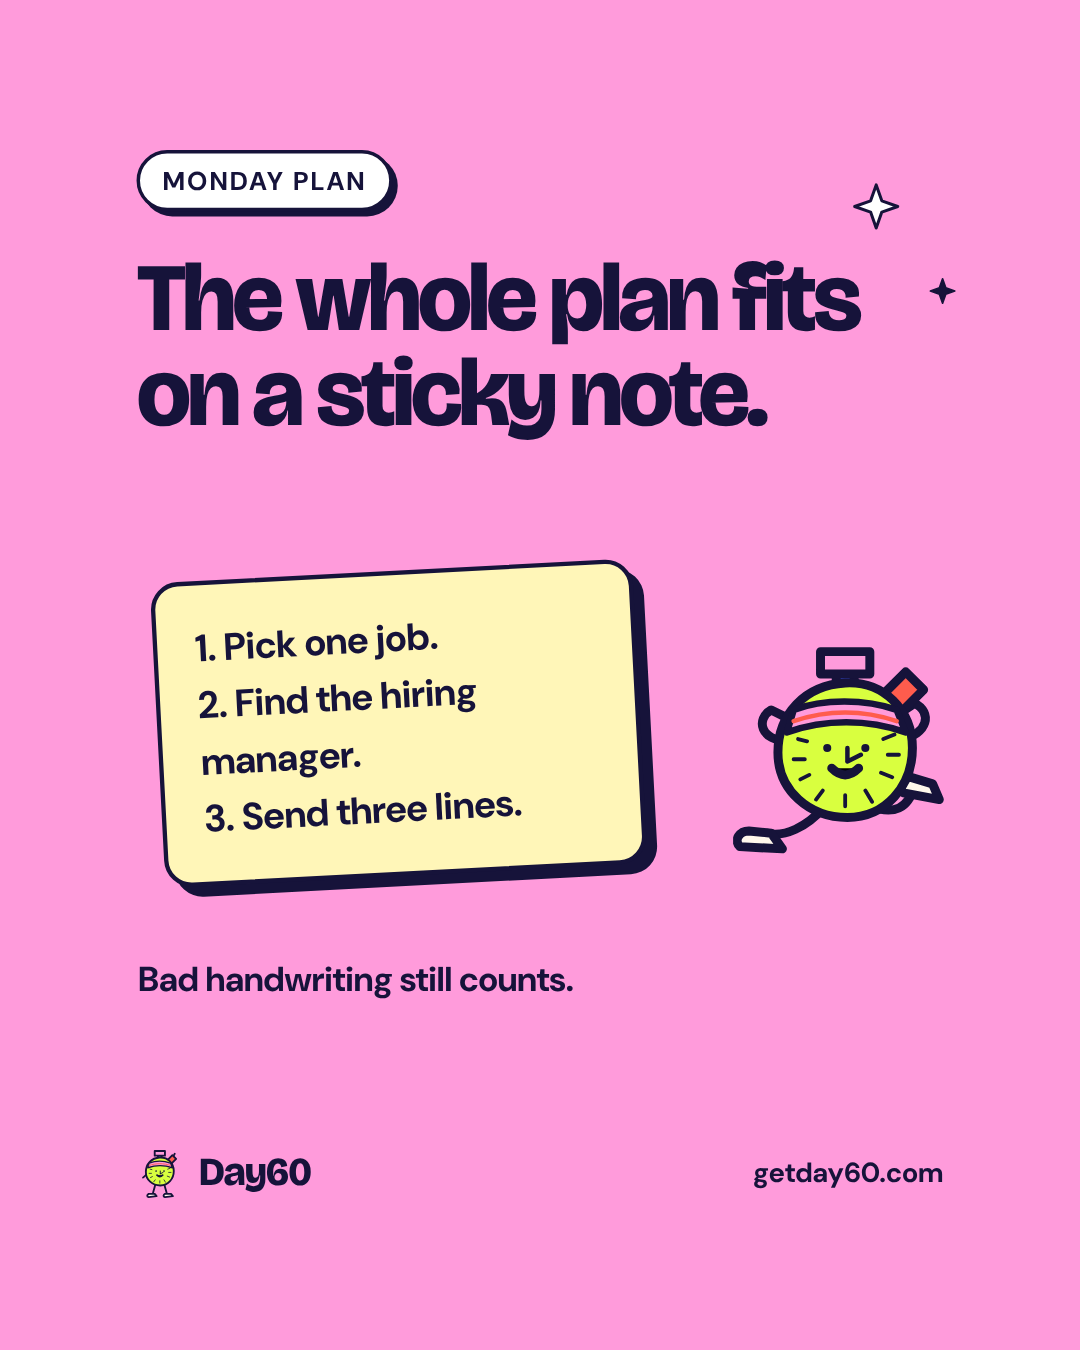 MONDAY PLAN
The whole plan fits
on a sticky note.
1. Pick one job.
2. Find the hiring
manager.
3. Send three lines.
Bad handwriting still counts.
Day60
getday60.com